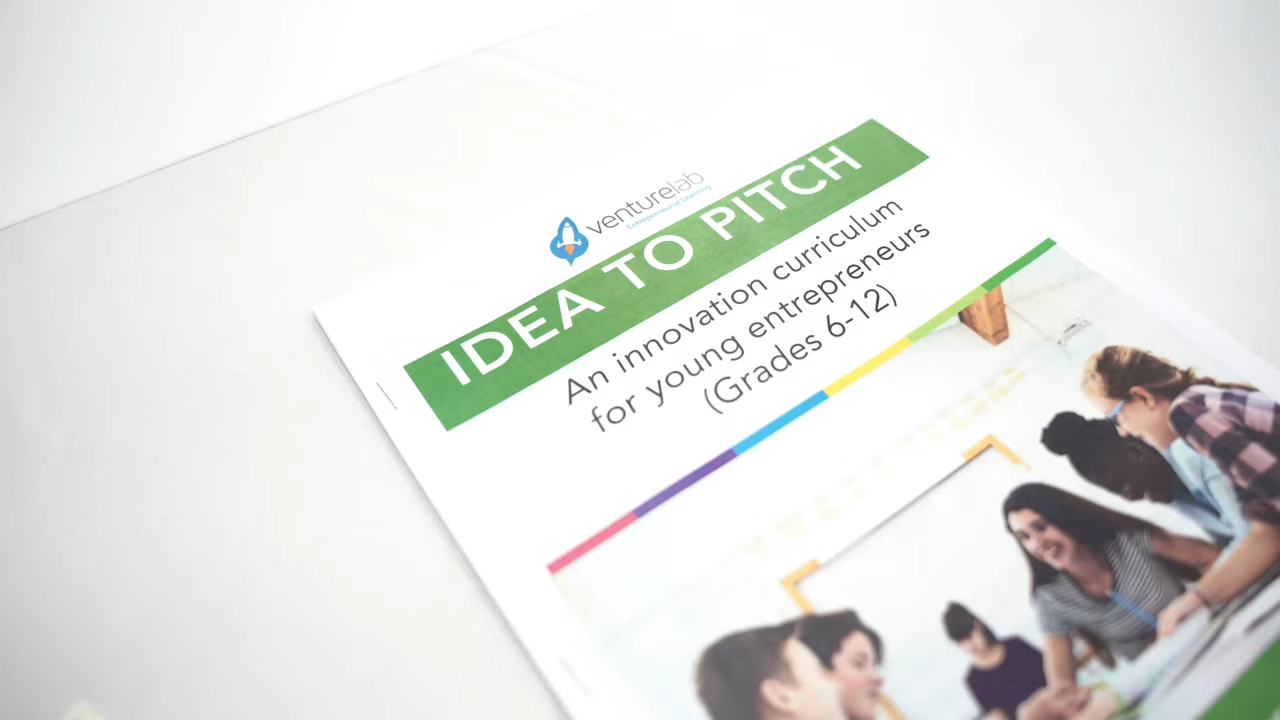 venturelab
Entrepreneurial Learning
IDEA TO PITCH
An innovation curriculum
for young entrepreneurs
(Grades 6-12)